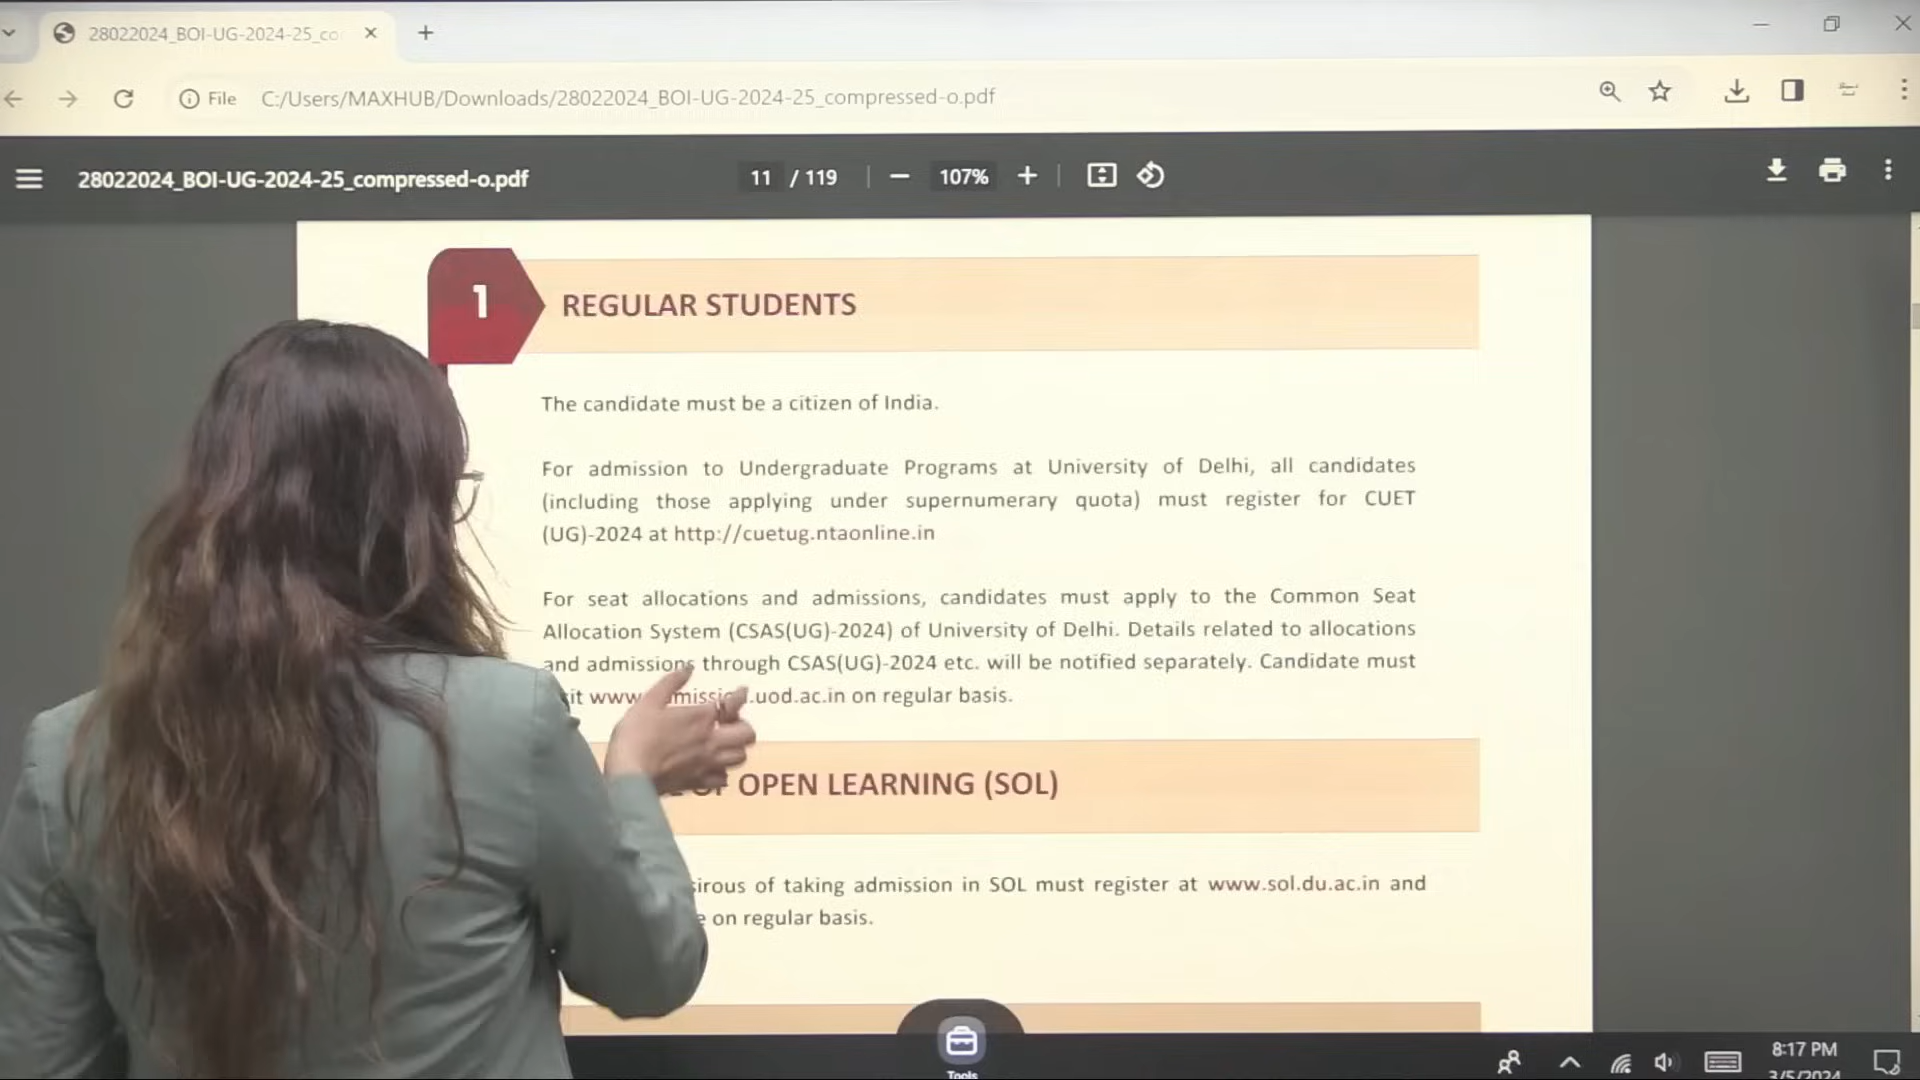 28022024_BOI-UG-2024-25_co
File C:/Users/MAXHUB/Downloads/28022024_BOI-UG-2024-25_compressed-o.pdf
28022024_BOI-UG-2024-25_compressed-o.pdf 11 / 119 107%
1 REGULAR STUDENTS
The candidate must be a citizen of India.
For admission to Undergraduate Programs at University of Delhi, all candidates
(including those applying under supernumerary quota) must register for CUET
(UG)-2024 at http://cuetug.ntaonline.in
For seat allocations and admissions, candidates must apply to the Common Seat
Allocation System (CSAS(UG)-2024) of University of Delhi. Details related to allocations
and admissions through CSAS(UG)-2024 etc. will be notified separately. Candidate must
.uod.ac.in on regular basis.
OF OPEN LEARNING (SOL)
of taking admission in SOL must register at www.sol.du.ac.in and
on regular basis.
Tools
8:17 PM
3/5/2024